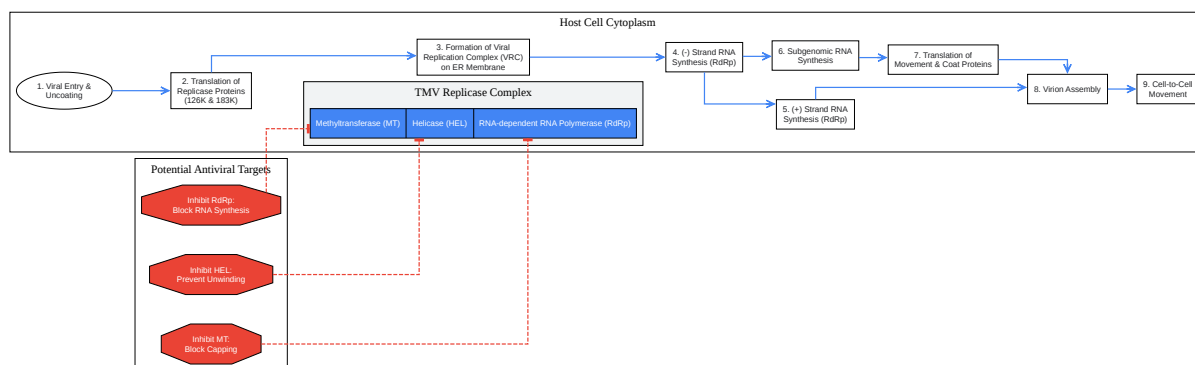 Host Cell Cytoplasm
1. Viral Entry &
Uncoating
2. Translation of
Replicase Proteins
(126K & 183K)
3. Formation of Viral
Replication Complex (VRC)
on ER Membrane
4. (-) Strand RNA
Synthesis (RdRp)
6. Subgenomic RNA
Synthesis
7. Translation of
Movement & Coat Proteins
5. (+) Strand RNA
Synthesis (RdRp)
8. Virion Assembly
9. Cell-to-Cell
Movement
TMV Replicase Complex
Methyltransferase (MT)
Helicase (HEL)
RNA-dependent RNA Polymerase (RdRp)
Potential Antiviral Targets
Inhibit RdRp:
Block RNA Synthesis
Inhibit HEL:
Prevent Unwinding
Inhibit MT:
Block Capping